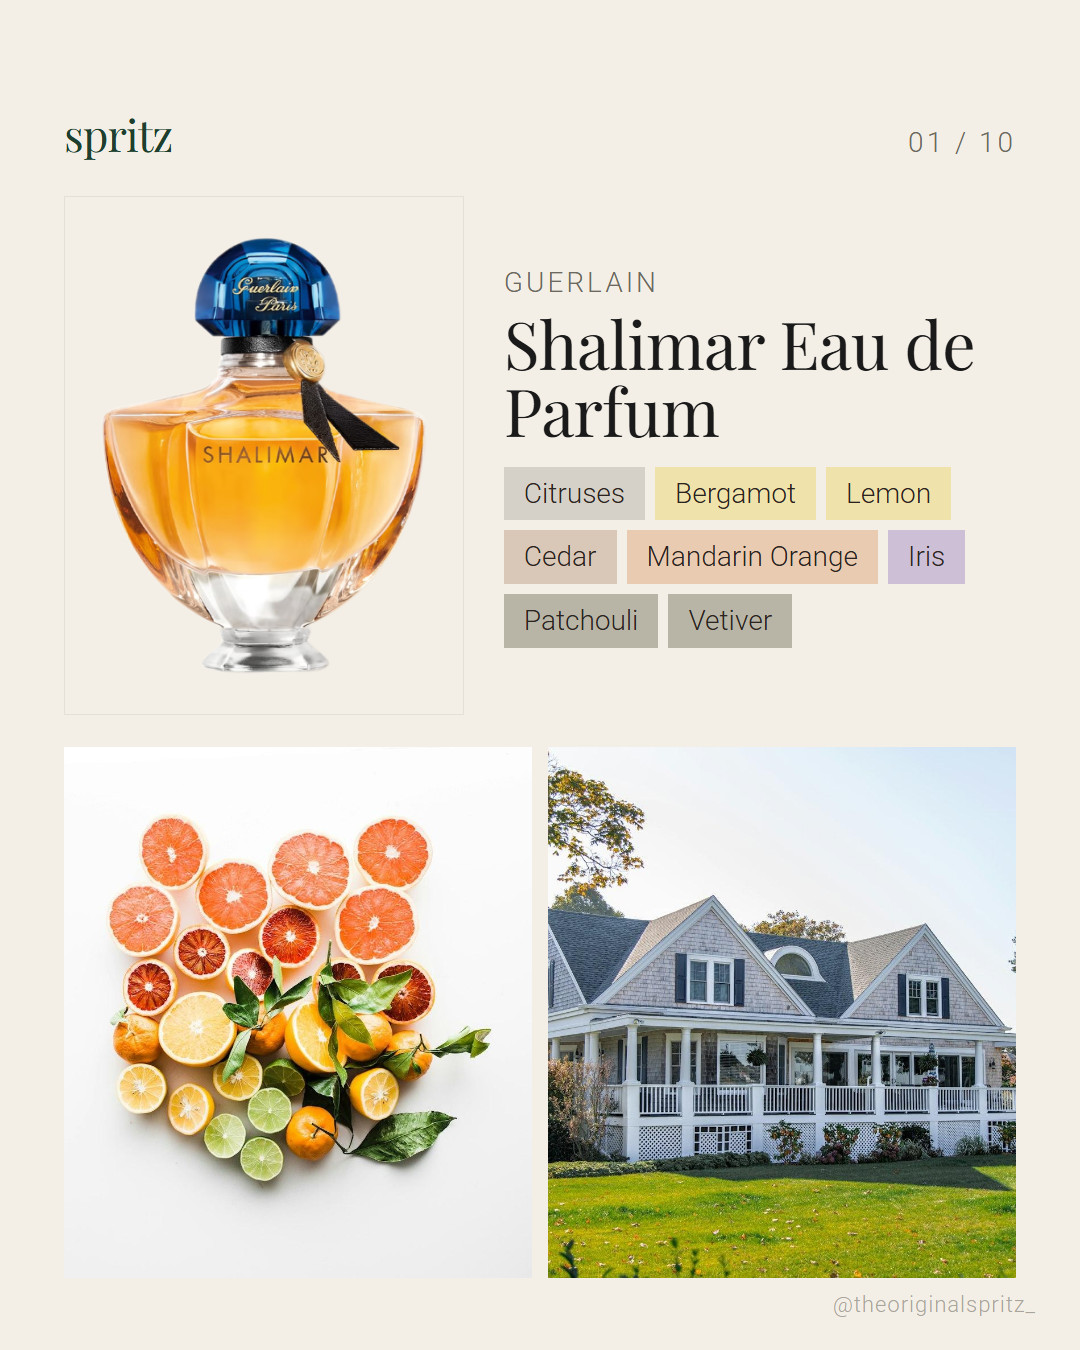 spritz
01 / 10
Guerlain
Paris
SHALIMAR
GUERLAIN
Shalimar Eau de
Parfum
Citruses Bergamot Lemon
Cedar Mandarin Orange Iris
Patchouli Vetiver
@theoriginalspritz_